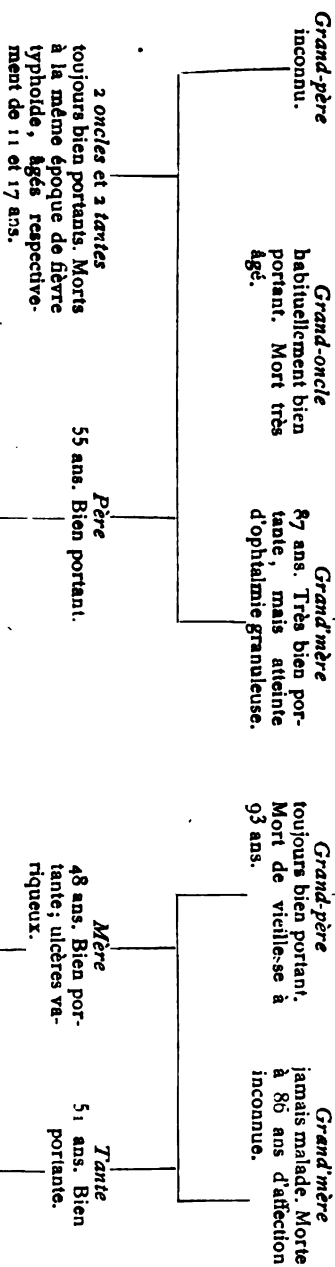 Grand-père
inconnu.
Grand-oncle
habituellement bien
portant. Mort très
âgé.
Grand'mère
87 ans. Très bien por-
tante, mais atteinte
d'ophtalmie granuleuse.
Grand-père
toujours bien portant.
Mort de vieillesse à
93 ans.
Grand'mère
jamais malade. Morte
à 86 ans d'affection
inconnue.
2 oncles et 2 tantes
toujours bien portants. Morts
à la même époque de fièvre
typhoïde, âgés respective-
ment de 11 et 17 ans.
Père
55 ans. Bien portant.
Mère
48 ans. Bien por-
tante; ulcères va-
riqueux.
Tante
51 ans. Bien
portante.